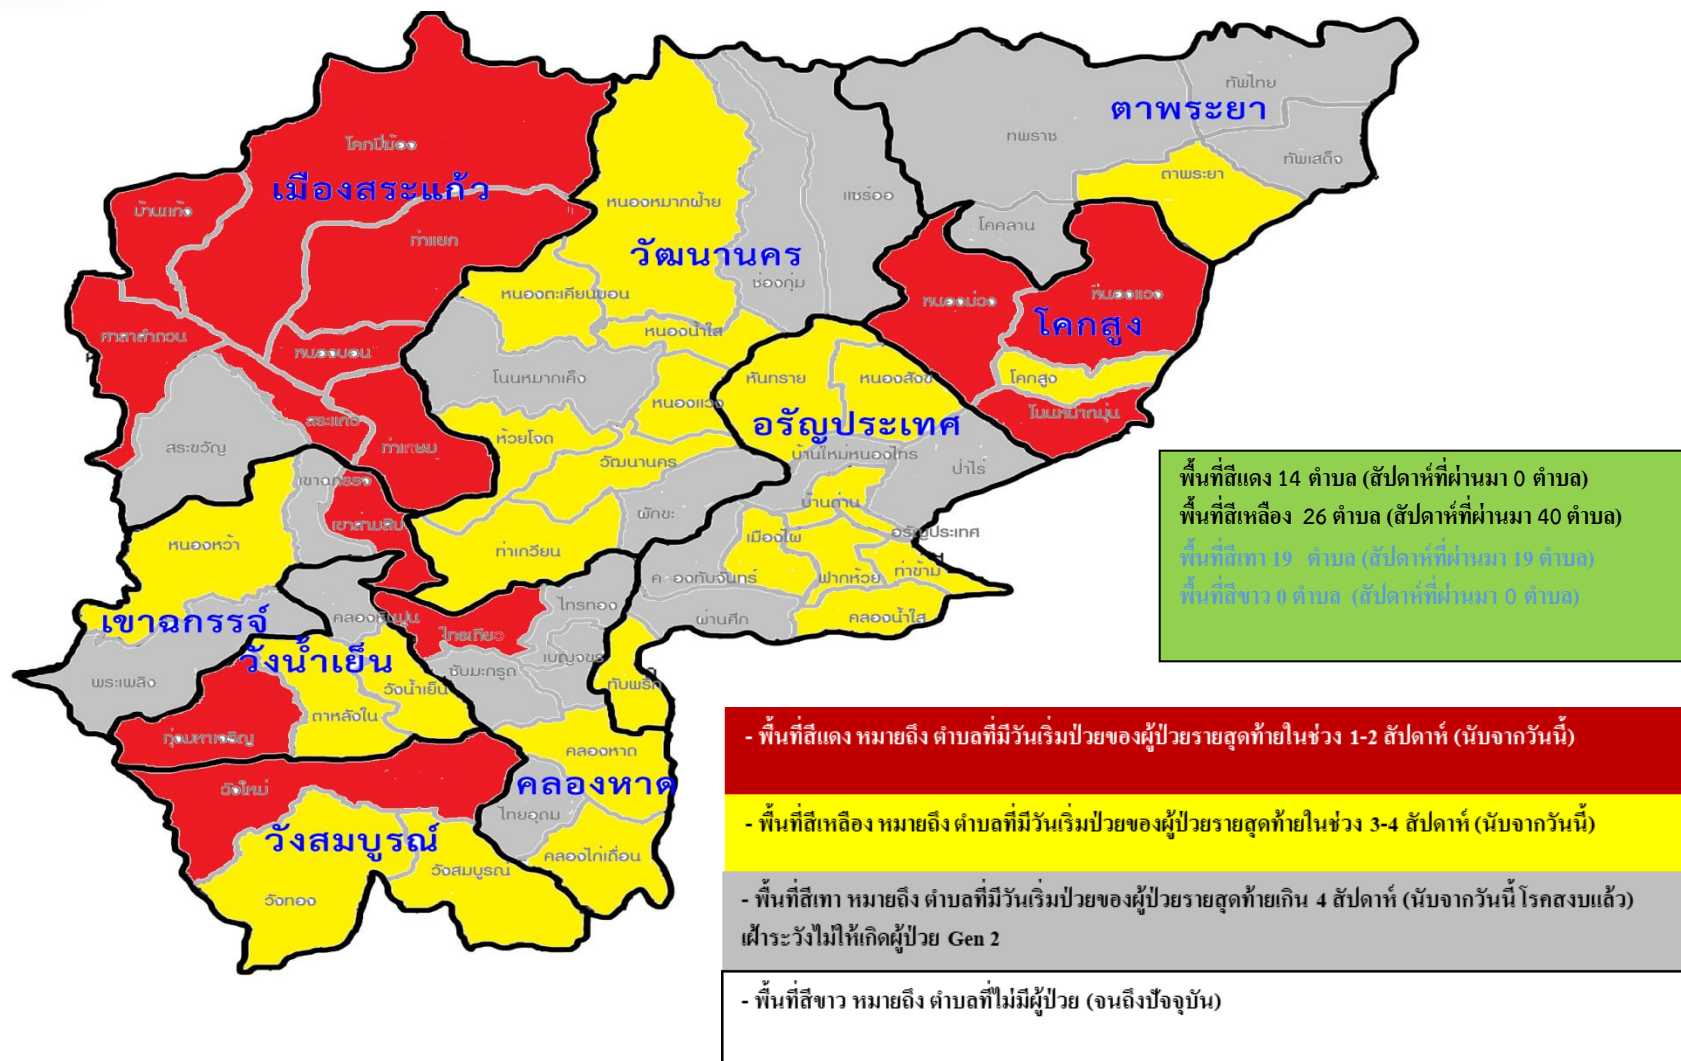 โคกปี่ฆ้อง
เมืองสระแก้ว
บ้านแก้ง
ท่าแยก
ศาลาลำดวน
หนองบอน
สระแก้ว
ท่าเกษม
สระขวัญ
หนองหมากฝ้าย
วัฒนานคร
แซร์ออ
ช่องกุ่ม
หนองตะเคียนบอน
หนองน้ำใส
โนนหมากเค็ง
หนองแวง
ห้วยโจด
วัฒนานคร
ผักขะ
ท่าเกวียน
ทัพไทย
ตาพระยา
ทพราช
ทัพเสด็จ
ตาพระยา
โคคลาน
หนองม่วง
หนองแวง
โคกสูง
โคกสูง
โนนหมากมุ่น
หันทราย
หนองสังข์
อรัญประเทศ
บ้านใหม่หนองไทร
ป่าไร่
บ้านด่าน
เมืองไผ่
อรัญประเทศ
ฟากห้วย
ท่าข้าม
ค องทับจันทร์
ผ่านศึก
คลองน้ำใส
ทับพริก
เขาฉกรรจ์
เขาสามสิบ
หนองหว้า
เขาฉกรรจ์
พระเพลิง
คลองหินปูน
วังน้ำเย็น
วังน้ำเย็น
ตาหลังใน
ทุ่งมหาเจริญ
ไทรเดียว
ไทรทอง
เบญจขร
ซับมะกรูด
คลองหาด
คลองหาด
ไทยอุดม
คลองไก่เถื่อน
วังใหม่
วังสมบูรณ์
วังสมบูรณ์
วังทอง
พื้นที่สีแดง 14 ตำบล (สัปดาห์ที่ผ่านมา 0 ตำบล)
พื้นที่สีเหลือง 26 ตำบล (สัปดาห์ที่ผ่านมา 40 ตำบล)
พื้นที่สีเทา 19 ตำบล (สัปดาห์ที่ผ่านมา 19 ตำบล)
พื้นที่สีขาว 0 ตำบล (สัปดาห์ที่ผ่านมา 0 ตำบล)
- พื้นที่สีแดง หมายถึง ตำบลที่มีวันเริ่มป่วยของผู้ป่วยรายสุดท้ายในช่วง 1-2 สัปดาห์ (นับจากวันนี้)
- พื้นที่สีเหลือง หมายถึง ตำบลที่มีวันเริ่มป่วยของผู้ป่วยรายสุดท้ายในช่วง 3-4 สัปดาห์ (นับจากวันนี้)
- พื้นที่สีเทา หมายถึง ตำบลที่มีวันเริ่มป่วยของผู้ป่วยรายสุดท้ายเกิน 4 สัปดาห์ (นับจากวันนี้ โรคสงบแล้ว)
เฝ้าระวังไม่ให้เกิดผู้ป่วย Gen 2
- พื้นที่สีขาว หมายถึง ตำบลที่ไม่มีผู้ป่วย (จนถึงปัจจุบัน)